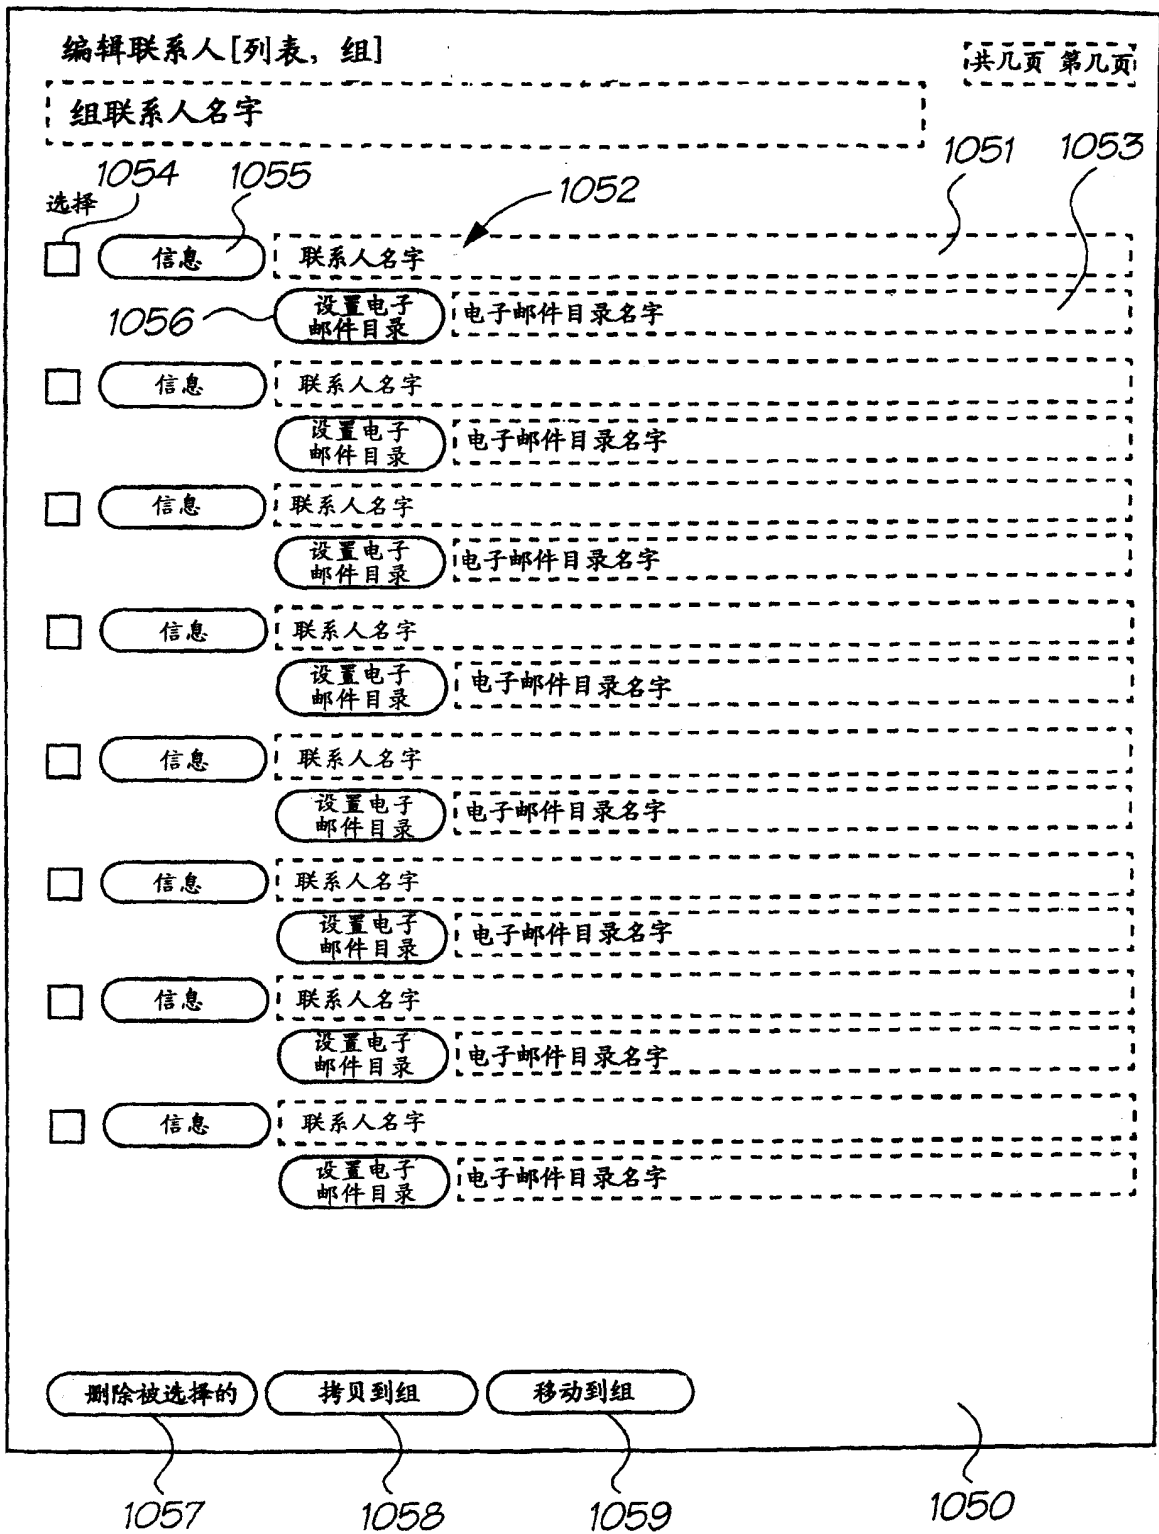 编辑联系人[列表，组]
共几页 第几页
组联系人名字
1051 1053
1054 1055
1052
选择
信息 联系人名字
1056
设置电子
邮件目录
电子邮件目录名字
信息 联系人名字
设置电子
邮件目录
电子邮件目录名字
信息 联系人名字
设置电子
邮件目录
电子邮件目录名字
信息 联系人名字
设置电子
邮件目录
电子邮件目录名字
信息 联系人名字
设置电子
邮件目录
电子邮件目录名字
信息 联系人名字
设置电子
邮件目录
电子邮件目录名字
信息 联系人名字
设置电子
邮件目录
电子邮件目录名字
信息 联系人名字
设置电子
邮件目录
电子邮件目录名字
删除被选择的 拷贝到组 移动到组
1057 1058 1059 1050